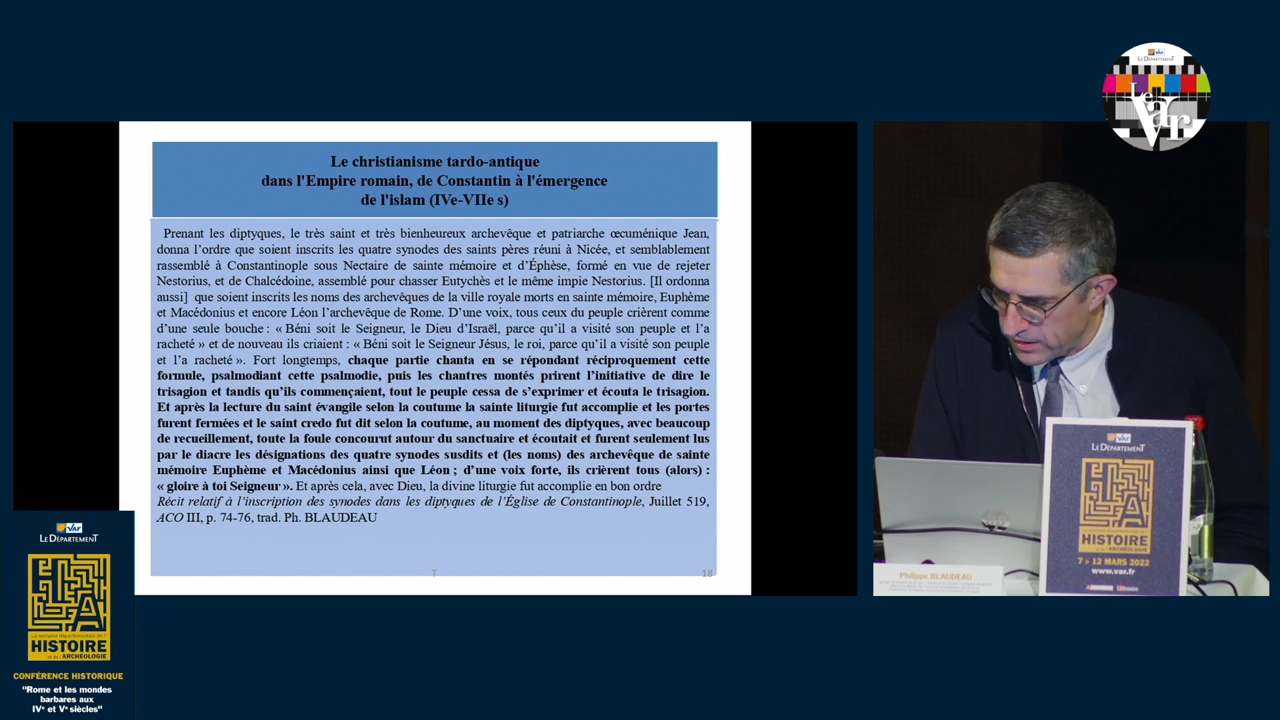 VAR
LE DÉPARTEMENT
Le
Var
Le christianisme tardo-antique
dans l'Empire romain, de Constantin à l'émergence
de l'islam (IVe-VIIe s)
Prenant les diptyques, le très saint et très bienheureux archevêque et patriarche œcuménique Jean,
donna l’ordre que soient inscrits les quatre synodes des saints pères réuni à Nicée, et semblablement
rassemblé à Constantinople sous Nectaire de sainte mémoire et d’Éphèse, formé en vue de rejeter
Nestorius, et de Chalcédoine, assemblé pour chasser Eutychès et le même impie Nestorius. [Il ordonna
aussi] que soient inscrits les noms des archevêques de la ville royale morts en sainte mémoire, Euphème
et Macédonius et encore Léon l’archevêque de Rome. D’une voix, tous ceux du peuple crièrent comme
d’une seule bouche : « Béni soit le Seigneur, le Dieu d’Israël, parce qu’il a visité son peuple et l’a
racheté » et de nouveau ils criaient : « Béni soit le Seigneur Jésus, le roi, parce qu’il a visité son peuple
et l’a racheté ». Fort longtemps, chaque partie chanta en se répondant réciproquement cette
formule, psalmodiant cette psalmodie, puis les chantres montés prirent l’initiative de dire le
trisagion et tandis qu’ils commençaient, tout le peuple cessa de s’exprimer et écouta le trisagion.
Et après la lecture du saint évangile selon la coutume la sainte liturgie fut accomplie et les portes
furent fermées et le saint credo fut dit selon la coutume, au moment des diptyques, avec beaucoup
de recueillement, toute la foule concourut autour du sanctuaire et écoutait et furent seulement lus
par le diacre les désignations des quatre synodes susdits et (les noms) des archevêque de sainte
mémoire Euphème et Macédonius ainsi que Léon ; d’une voix forte, ils crièrent tous (alors) :
« gloire à toi Seigneur ». Et après cela, avec Dieu, la divine liturgie fut accomplie en bon ordre
Récit relatif à l’inscription des synodes dans les diptyques de l’Église de Constantinople, Juillet 519,
ACO III, p. 74-76, trad. Ph. BLAUDEAU
T
18
VAR
LE DÉPARTEMENT
HISTOIRE
et de l'ARCHÉOLOGIE
7 > 12 MARS 2022
www.var.fr
Philippe BLAUDEAU
VAR
LE DÉPARTEMENT
H A
La semaine départementale de l'
HISTOIRE
et de l'ARCHÉOLOGIE
CONFÉRENCE HISTORIQUE
"Rome et les mondes
barbares aux
IVe et Ve siècles"